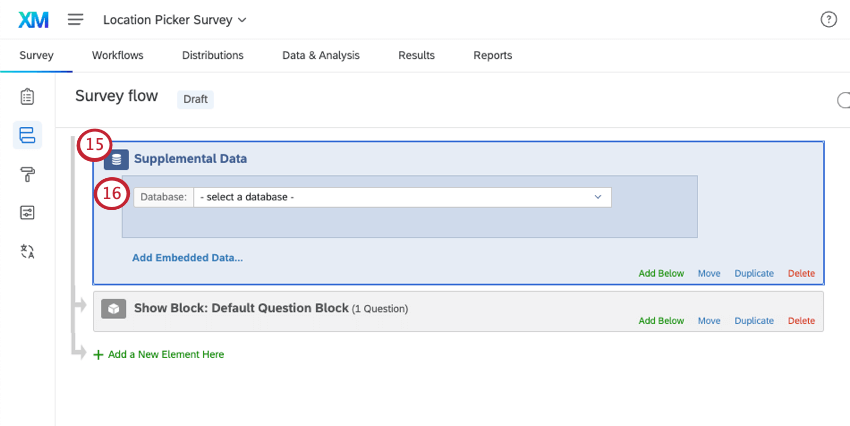 XM Location Picker Survey ?
Survey Workflows Distributions Data & Analysis Results Reports
Survey flow Draft
15 Supplemental Data
16 Database: - select a database -
Add Embedded Data...
Add Below Move Duplicate Delete
Show Block: Default Question Block (1 Question)
Add Below Move Duplicate Delete
+ Add a New Element Here